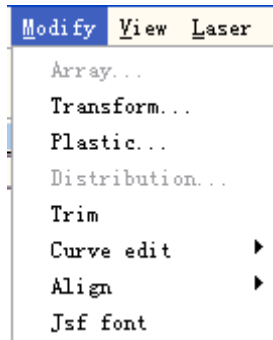 Modify View Laser
Array...
Transform...
Plastic...
Distribution...
Trim
Curve edit
Align
Jsf font